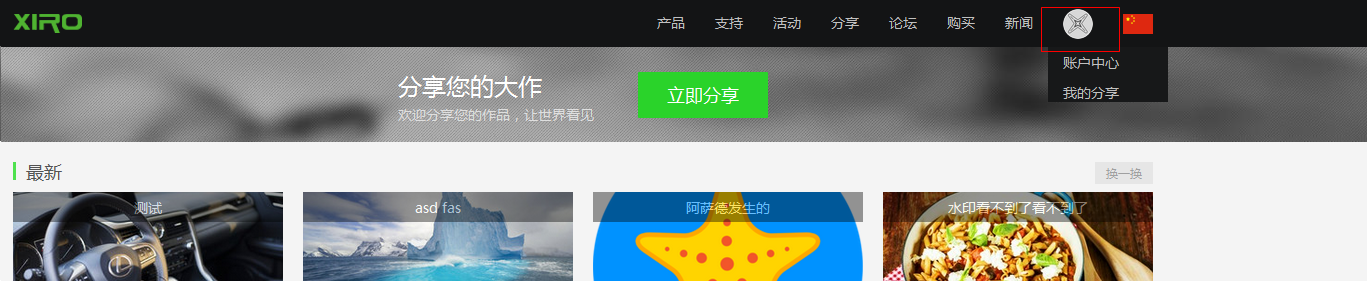 XIRO 产品 支持 活动 分享 论坛 购买 新闻
账户中心
我的分享
分享您的大作
欢迎分享您的作品，让世界看见
立即分享
最新 换一换
测试 asd fas 阿萨德发生的 水印看不到了看不到了